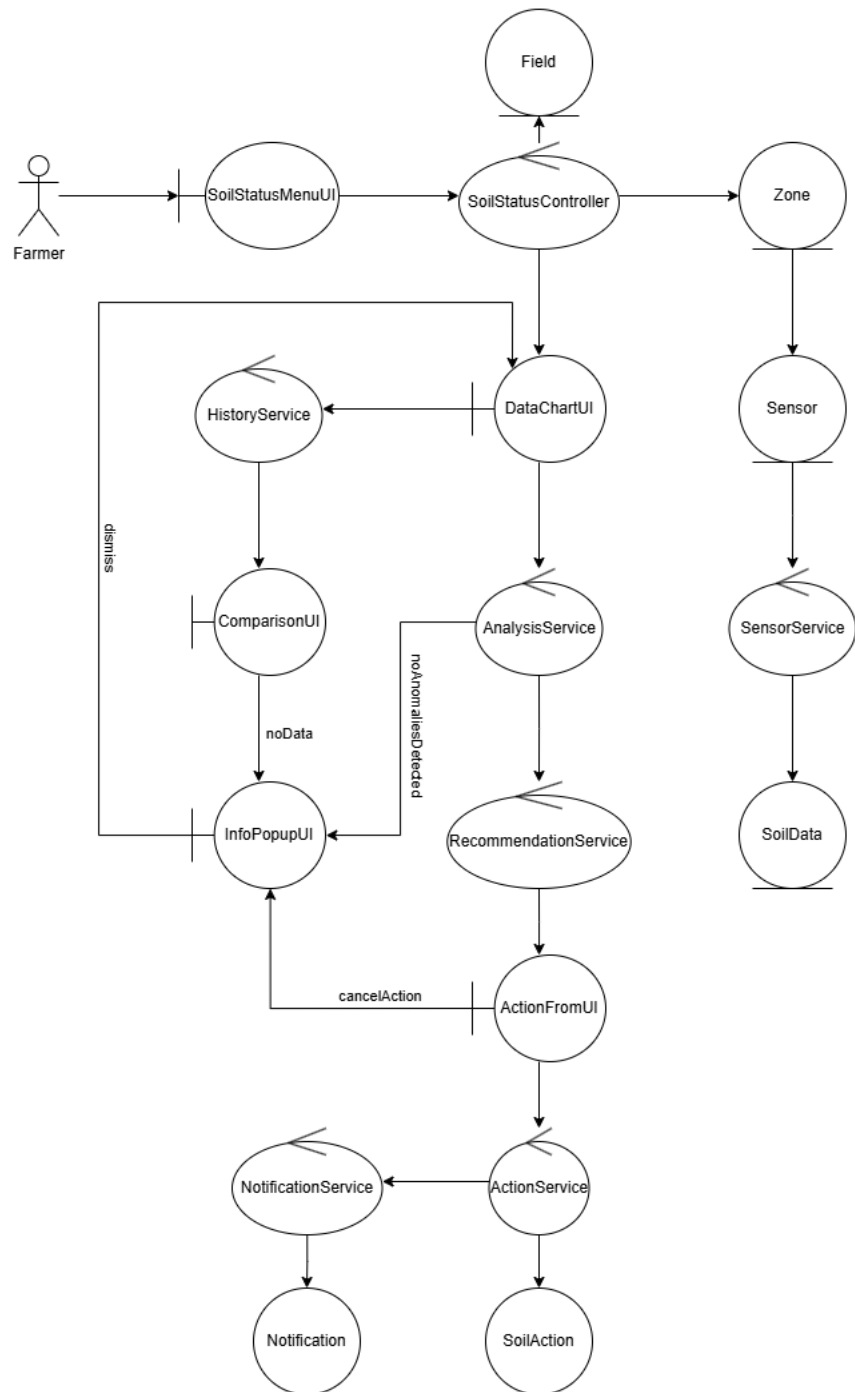 Field
Farmer
SoilStatusMenuUI
SoilStatusController
Zone
HistoryService
DataChartUI
Sensor
dismiss
ComparisonUI
AnalysisService
SensorService
noData
noAnomaliesDetected
InfoPopupUI
RecommendationService
SoilData
cancelAction
ActionFromUI
NotificationService
ActionService
Notification
SoilAction